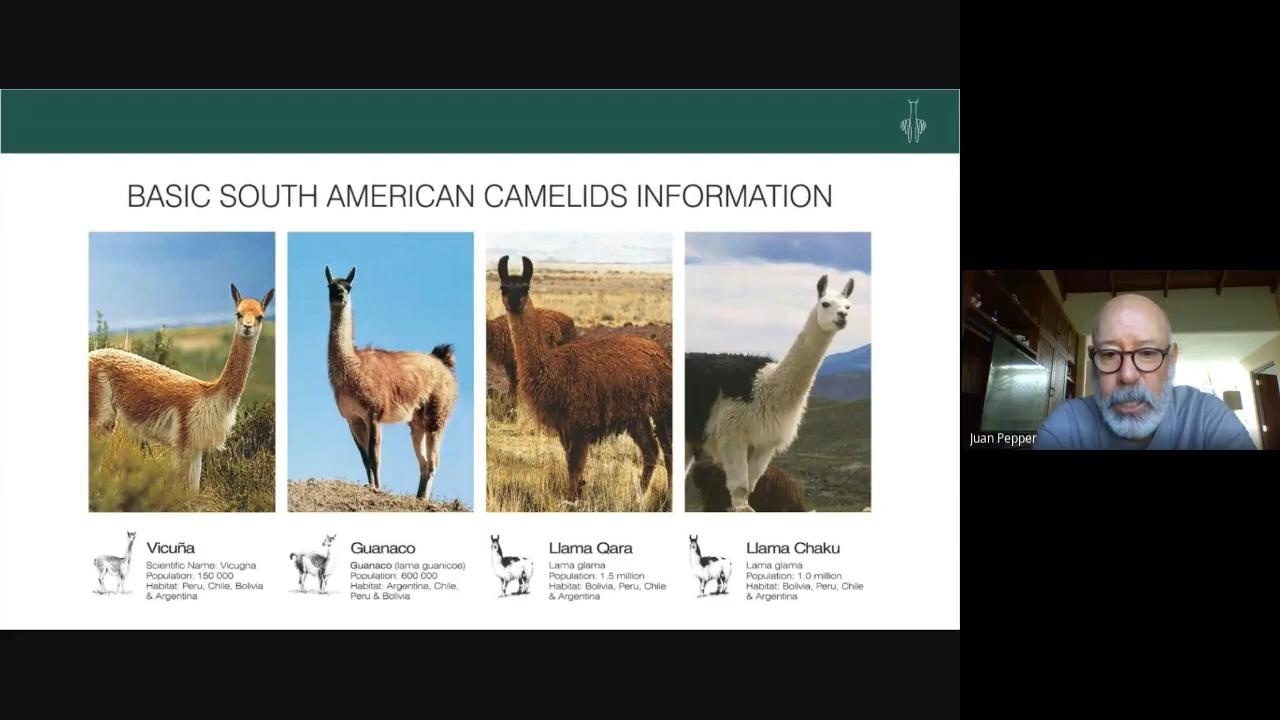 BASIC SOUTH AMERICAN CAMELIDS INFORMATION
Vicuña
Scientific Name: Vicugna
Population: 150 000
Habitat: Peru, Chile, Bolivia
& Argentina
Guanaco
Guanaco (lama guanicoe)
Population: 600 000
Habitat: Argentina, Chile,
Peru & Bolivia
Llama Qara
Lama glama
Population: 1.5 million
Habitat: Bolivia, Peru, Chile
& Argentina
Llama Chaku
Lama glama
Population: 1.0 million
Habitat: Bolivia, Peru, Chile
& Argentina
Juan Pepper